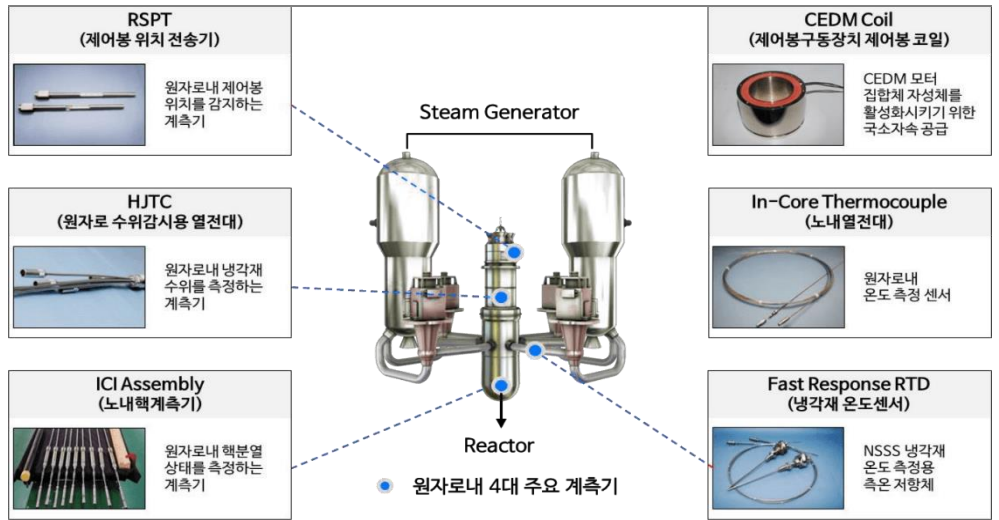 RSPT
(제어봉 위치 전송기)
원자로내 제어봉
위치를 감지하는
계측기
HJTC
(원자로 수위감시용 열전대)
원자로내 냉각재
수위를 측정하는
계측기
ICI Assembly
(노내핵계측기)
원자로내 핵분열
상태를 측정하는
계측기
Steam Generator
Reactor
원자로내 4대 주요 계측기
CEDM Coil
(제어봉구동장치 제어봉 코일)
CEDM 모터
집합체 자성체를
활성화시키기 위한
국소자속 공급
In-Core Thermocouple
(노내열전대)
원자로내
온도 측정 센서
Fast Response RTD
(냉각재 온도센서)
NSSS 냉각재
온도 측정용
측온 저항체